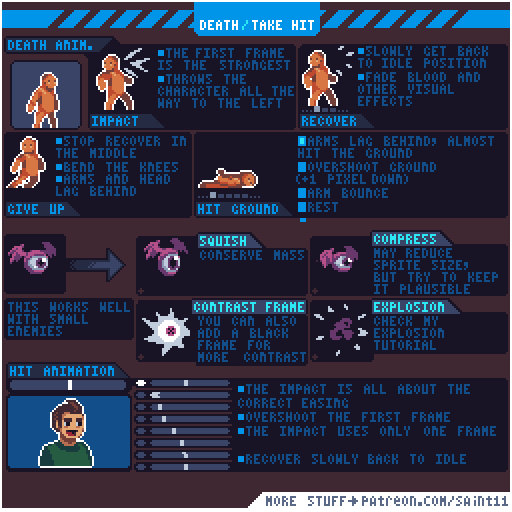 DEATH/TAKE HIT
DEATH ANIM.
THE FIRST FRAME
IS THE STRONGEST
THROWS THE
CHARACTER ALL THE
WAY TO THE LEFT
IMPACT
SLOWLY GET BACK
TO IDLE POSITION
FADE BLOOD AND
OTHER VISUAL
EFFECTS
RECOVER
STOP RECOVER IN
THE MIDDLE
BEND THE KNEES
ARMS AND HEAD
LAG BEHIND
GIVE UP
HIT GROUND
ARMS LAG BEHIND, ALMOST
HIT THE GROUND
OVERSHOOT GROUND
(+1 PIXEL DOWN)
ARM BOUNCE
REST
SQUISH
CONSERVE MASS
COMPRESS
MAY REDUCE
SPRITE SIZE,
BUT TRY TO KEEP
IT PLAUSIBLE
THIS WORKS WELL
WITH SMALL
ENEMIES
CONTRAST FRAME
YOU CAN ALSO
ADD A BLACK
FRAME FOR
MORE CONTRAST
EXPLOSION
CHECK MY
EXPLOSION
TUTORIAL
HIT ANIMATION
THE IMPACT IS ALL ABOUT THE
CORRECT EASING
OVERSHOOT THE FIRST FRAME
THE IMPACT USES ONLY ONE FRAME
RECOVER SLOWLY BACK TO IDLE
MORE STUFF→PATREON.COM/SAINT11